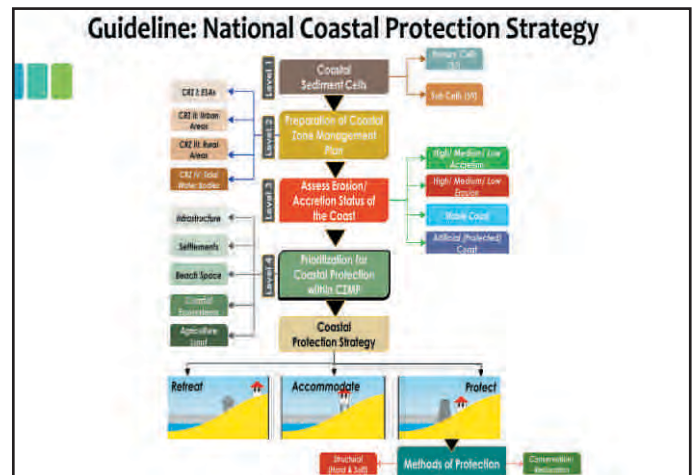 Guideline: National Coastal Protection Strategy
Level 1
Coastal
Sediment Cells
Primary Cells
Sub Cells (59)
CRZ I: ESAs
CRZ II: Urban
Areas
CRZ III: Rural
Areas
CRZ IV: Tidal
Water Bodies
Level 2
Preparation of Coastal
Zone Management
Plan
Level 3
Assess Erosion/
Accretion Status of
the Coast
High/ Medium/ Low
Accretion
High/ Medium/ Low
Erosion
Stable Coast
Artificial (Protected)
Coast
Infrastructure
Settlements
Beach Space
Coastal
Ecosystems
Agriculture
Land
Level 4
Prioritization for
Coastal Protection
within CZMP
Coastal
Protection Strategy
Retreat
Accommodate
Protect
Structural
(Hard & Soft)
Methods of Protection
Conservation/
Restoration